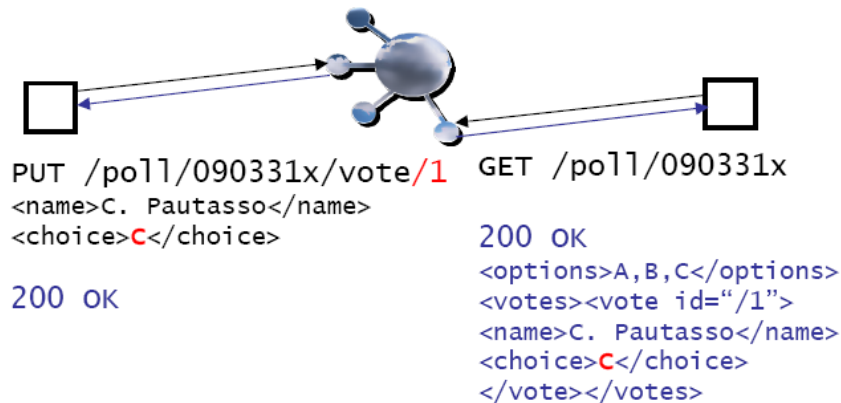 PUT /poll/090331x/vote/1
<name>C. Pautasso</name>
<choice>C</choice>
200 OK
GET /poll/090331x
200 OK
<options>A,B,C</options>
<votes><vote id=“/1”>
<name>C. Pautasso</name>
<choice>C</choice>
</vote></votes>